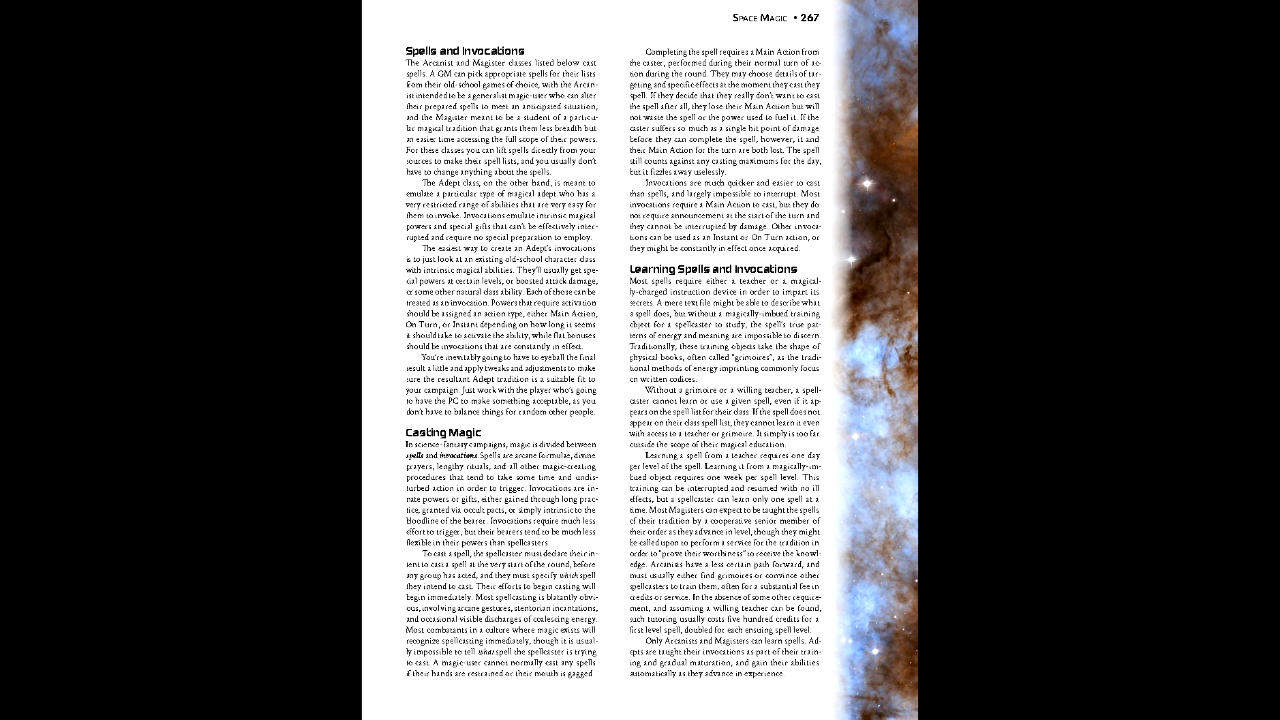 Space Magic • 267
Spells and Invocations
The Arcanist and Magister classes listed below cast
spells. A GM can pick appropriate spells for their lists
from their old-school games of choice, with the Arcan-
ist intended to be a generalist magic-user who can alter
their prepared spells to meet an anticipated situation,
and the Magister meant to be a student of a particu-
lar magical tradition that grants them less breadth but
an easier time accessing the full scope of their powers.
For these classes you can lift spells directly from your
sources to make their spell lists, and you usually don't
have to change anything about the spells.
The Adept class, on the other hand, is meant to
emulate a particular type of magical adept who has a
very restricted range of abilities that are very easy for
them to invoke. Invocations emulate intrinsic magical
powers and special gifts that can't be effectively inter-
rupted and require no special preparation to employ.
The easiest way to create an Adept's invocations
is to just look at an existing old-school character class
with intrinsic magical abilities. They'll usually get spe-
cial powers at certain levels, or boosted attack damage,
or some other natural class ability. Each of those can be
treated as an invocation. Powers that require activation
should be assigned an action type, either Main Action,
On Turn, or Instant depending on how long it seems
it should take to activate the ability, while flat bonuses
should be invocations that are constantly in effect.
You're inevitably going to have to eyeball the final
result a little and apply tweaks and adjustments to make
sure the resultant Adept tradition is a suitable fit to
your campaign. Just work with the player who's going
to have the PC to make something acceptable, as you
don't have to balance things for random other people.
Casting Magic
In science-fantasy campaigns, magic is divided between
spells and invocations. Spells are arcane formulae, divine
prayers, lengthy rituals, and all other magic-creating
procedures that tend to take some time and undis-
turbed action in order to trigger. Invocations are in-
nate powers or gifts, either gained through long prac-
tice, granted via occult pacts, or simply intrinsic to the
bloodline of the bearer. Invocations require much less
effort to trigger, but their bearers tend to be much less
flexible in their powers than spellcasters.
To cast a spell, the spellcaster must declare their in-
tent to cast a spell at the very start of the round, before
any group has acted, and they must specify which spell
they intend to cast. Their efforts to begin casting will
begin immediately. Most spellcasting is blatantly obvi-
ous, involving arcane gestures, stentorian incantations,
and occasional visible discharges of coalescing energy.
Most combatants in a culture where magic exists will
recognize spellcasting immediately, though it is usual-
ly impossible to tell what spell the spellcaster is trying
to cast. A magic-user cannot normally cast any spells
if their hands are restrained or their mouth is gagged
Completing the spell requires a Main Action from
the caster, performed during their normal turn of ac-
tion during the round. They may choose details of tar-
geting and specific effects at the moment they cast they
spell. If they decide that they really don't want to cast
the spell after all, they lose their Main Action but will
not waste the spell or the power used to fuel it. If the
caster suffers so much as a single hit point of damage
before they can complete the spell, however, it and
their Main Action for the turn are both lost. The spell
still counts against any casting maximums for the day,
but it fizzles away uselessly.
Invocations are much quicker and easier to cast
than spells, and largely impossible to interrupt. Most
invocations require a Main Action to cast, but they do
not require announcement at the start of the turn and
they cannot be interrupted by damage. Other invoca-
tions can be used as an Instant or On Turn action, or
they might be constantly in effect once acquired.
Learning Spells and Invocations
Most spells require either a teacher or a magical-
ly-charged instruction device in order to impart its
secrets. A mere text file might be able to describe what
a spell does, but without a magically-imbued training
object for a spellcaster to study, the spell's true pat-
terns of energy and meaning are impossible to discern.
Traditionally, these training objects take the shape of
physical books, often called "grimoires", as the tradi-
tional methods of energy imprinting commonly focus
on written codices.
Without a grimoire or a willing teacher, a spell-
caster cannot learn or use a given spell, even if it ap-
pears on the spell list for their class. If the spell does not
appear on their class spell list, they cannot learn it even
with access to a teacher or grimoire. It simply is too far
outside the scope of their magical education.
Learning a spell from a teacher requires one day
per level of the spell. Learning it from a magically-im-
bued object requires one week per spell level. This
training can be interrupted and resumed with no ill
effects, but a spellcaster can learn only one spell at a
time. Most Magisters can expect to be taught the spells
of their tradition by a cooperative senior member of
their order as they advance in level, though they might
be called upon to perform a service for the tradition in
order to "prove their worthiness" to receive the knowl-
edge. Arcanists have a less certain path forward, and
must usually either find grimoires or convince other
spellcasters to train them, often for a substantial fee in
credits or service. In the absence of some other require-
ment, and assuming a willing teacher can be found,
such tutoring usually costs five hundred credits for a
first level spell, doubled for each ensuing spell level.
Only Arcanists and Magisters can learn spells. Ad-
epts are taught their invocations as part of their train-
ing and gradual maturation, and gain their abilities
automatically as they advance in experience.